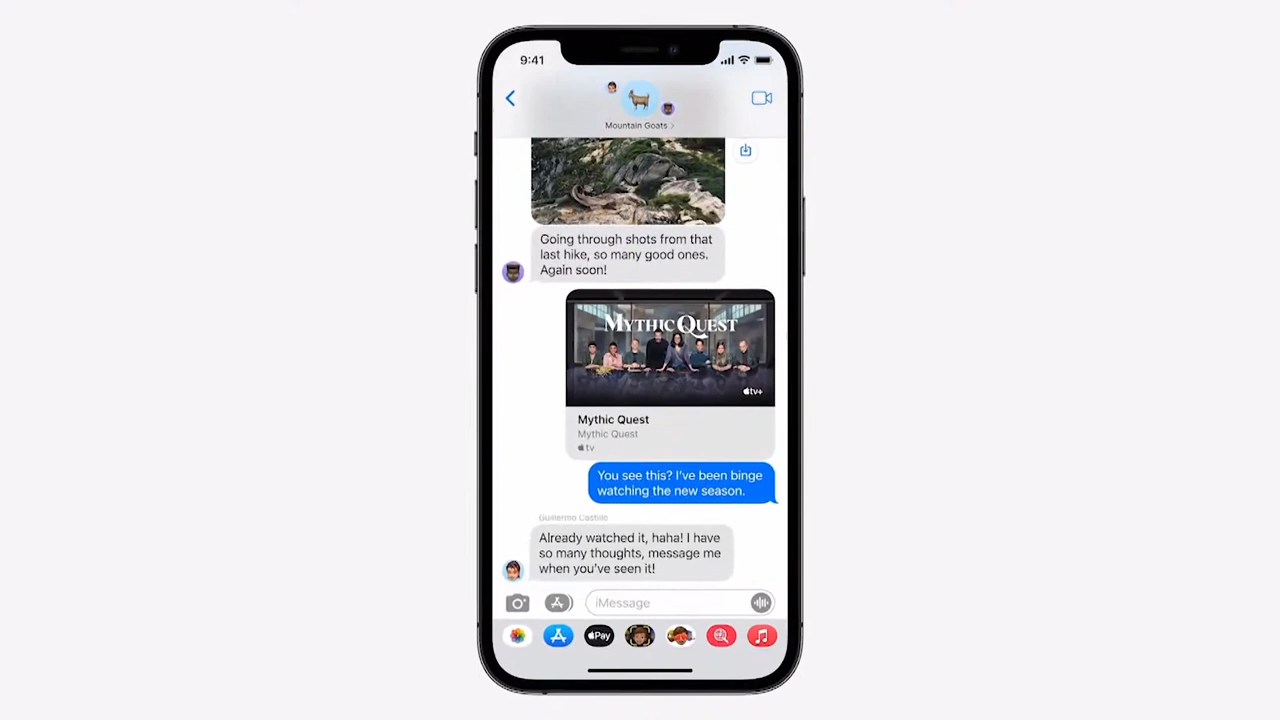 9:41
Mountain Goats
Going through shots from that
last hike, so many good ones.
Again soon!
MYTHIC QUEST
tv+
Mythic Quest
Mythic Quest
tv
You see this? I've been binge
watching the new season.
Guillermo Castillo
Already watched it, haha! I have
so many thoughts, message me
when you've seen it!
iMessage
Pay